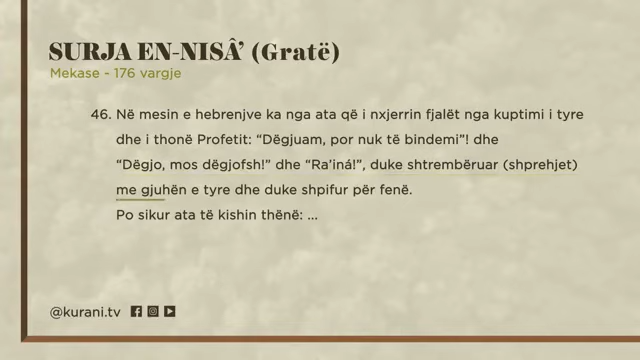 SURJA EN-NISÂ’ (Gratë)
Mekase - 176 vargje
46. Në mesin e hebrenjve ka nga ata që i nxjerrin fjalët nga kuptimi i tyre
dhe i thonë Profetit: “Dëgjuam, por nuk të bindemi”! dhe
“Dëgjo, mos dëgjofsh!” dhe “Ra’iná!”, duke shtrembëruar (shprehjet)
me gjuhën e tyre dhe duke shpifur për fenë.
Po sikur ata të kishin thënë: ...
@kurani.tv